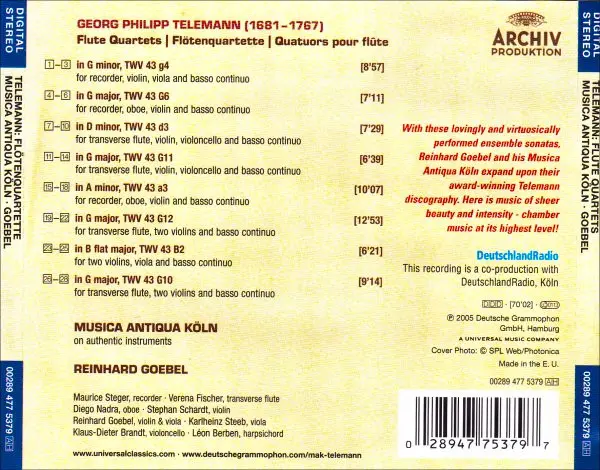 DIGITAL STEREO
TELEMANN: FLÖTENQUARTETTE
MUSICA ANTIQUA KÖLN · GOEBEL
00289 477 5379 AH
GEORG PHILIPP TELEMANN (1681–1767)
Flute Quartets | Flötenquartette | Quatuors pour flûte
ARCHIV
PRODUKTION
1–3 in G minor, TWV 43 g4 [8'57]
for recorder, violin, viola and basso continuo
4–6 in G major, TWV 43 G6 [7'11]
for recorder, oboe, violin and basso continuo
7–10 in D minor, TWV 43 d3 [7'29]
for transverse flute, violin, violoncello and basso continuo
11–14 in G major, TWV 43 G11 [6'39]
for transverse flute, violin, violoncello and basso continuo
15–18 in A minor, TWV 43 a3 [10'07]
for recorder, oboe, violin and basso continuo
19–22 in G major, TWV 43 G12 [12'53]
for transverse flute, two violins and basso continuo
23–25 in B flat major, TWV 43 B2 [6'21]
for two violins, viola and basso continuo
26–28 in G major, TWV 43 G10 [9'14]
for transverse flute, two violins and basso continuo
MUSICA ANTIQUA KÖLN
on authentic instruments
REINHARD GOEBEL
Maurice Steger, recorder · Verena Fischer, transverse flute
Diego Nadra, oboe · Stephan Schardt, violin
Reinhard Goebel, violin & viola · Karlheinz Steeb, viola
Klaus-Dieter Brandt, violoncello · Léon Berben, harpsichord
www.universalclassics.com · www.deutschegrammophon.com/mak-telemann
With these lovingly and virtuosically
performed ensemble sonatas,
Reinhard Goebel and his Musica
Antiqua Köln expand upon their
award-winning Telemann
discography. Here is music of sheer
beauty and intensity - chamber
music at its highest level!
DeutschlandRadio
This recording is a co-production with
DeutschlandRadio, Köln
DDD · [70'02] ·
℗ 2005 Deutsche Grammophon
GmbH, Hamburg
A UNIVERSAL MUSIC COMPANY
Cover Photo: © SPL Web/Photonica
Made in the E. U.
00289 477 5379 AH
0 28947 75379 7
DIGITAL STEREO
TELEMANN: FLUTE QUARTETS
MUSICA ANTIQUA KÖLN · GOEBEL
00289 477 5379 AH